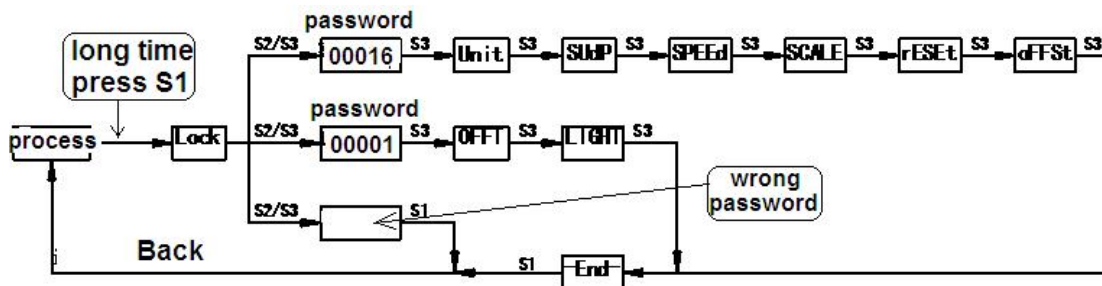 password
S2/S3 00016 S3 Unit S3 SUdP S3 SPEEd S3 SCALE S3 rESEt S3 oFFSt S3
long time
press S1
password
process Lock S2/S3 00001 S3 OFFT S3 LIGHT S3
wrong
password
S2/S3 S1
Back S1 End